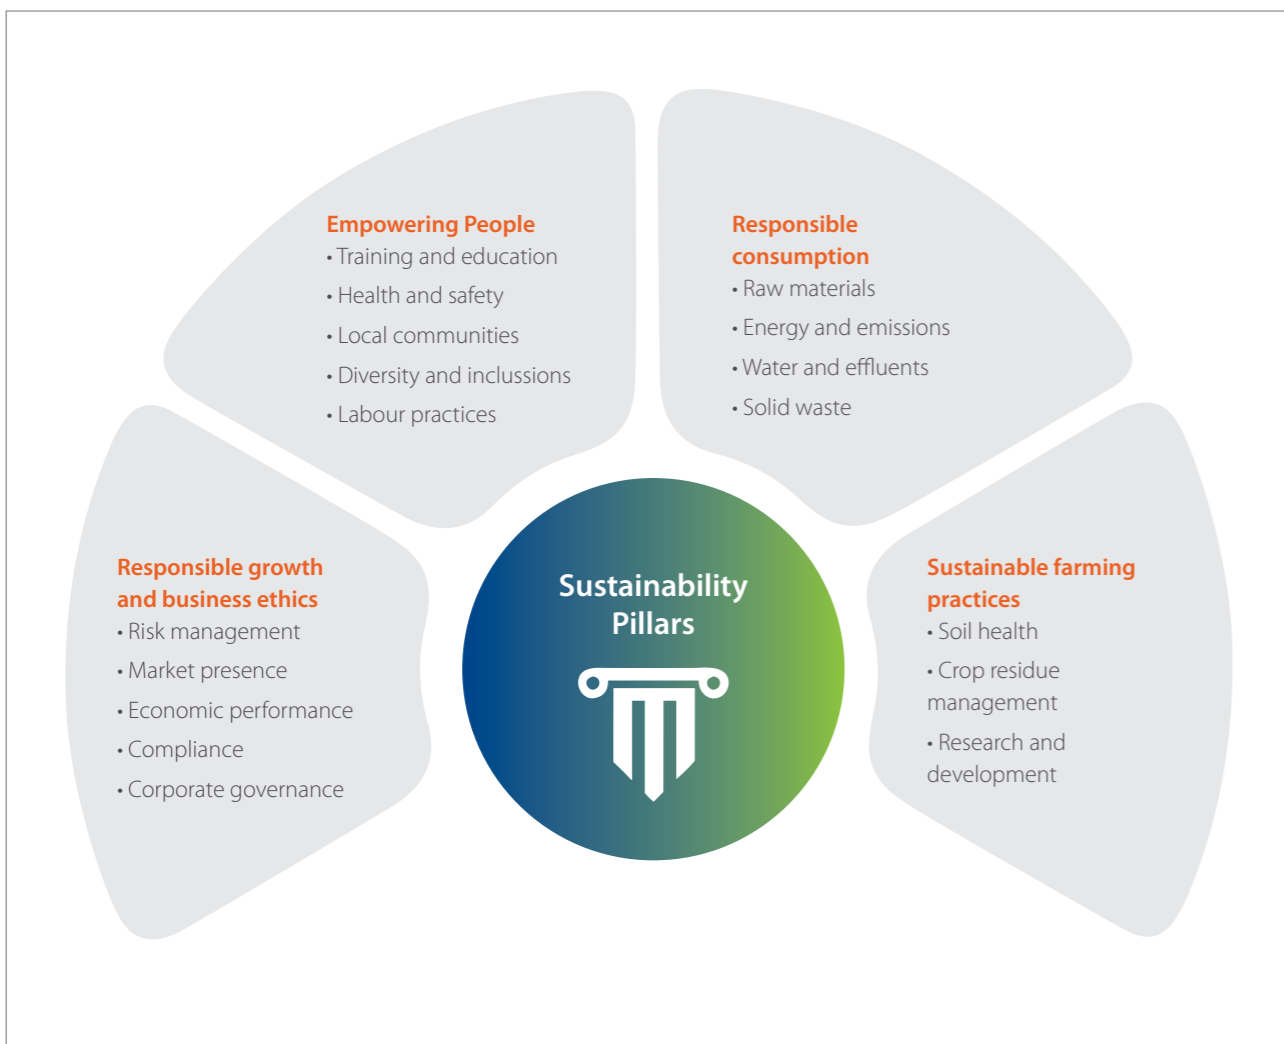 Empowering People
• Training and education
• Health and safety
• Local communities
• Diversity and inclussions
• Labour practices
Responsible
consumption
• Raw materials
• Energy and emissions
• Water and effluents
• Solid waste
Responsible growth
and business ethics
• Risk management
• Market presence
• Economic performance
• Compliance
• Corporate governance
Sustainability
Pillars
Sustainable farming
practices
• Soil health
• Crop residue
management
• Research and
development